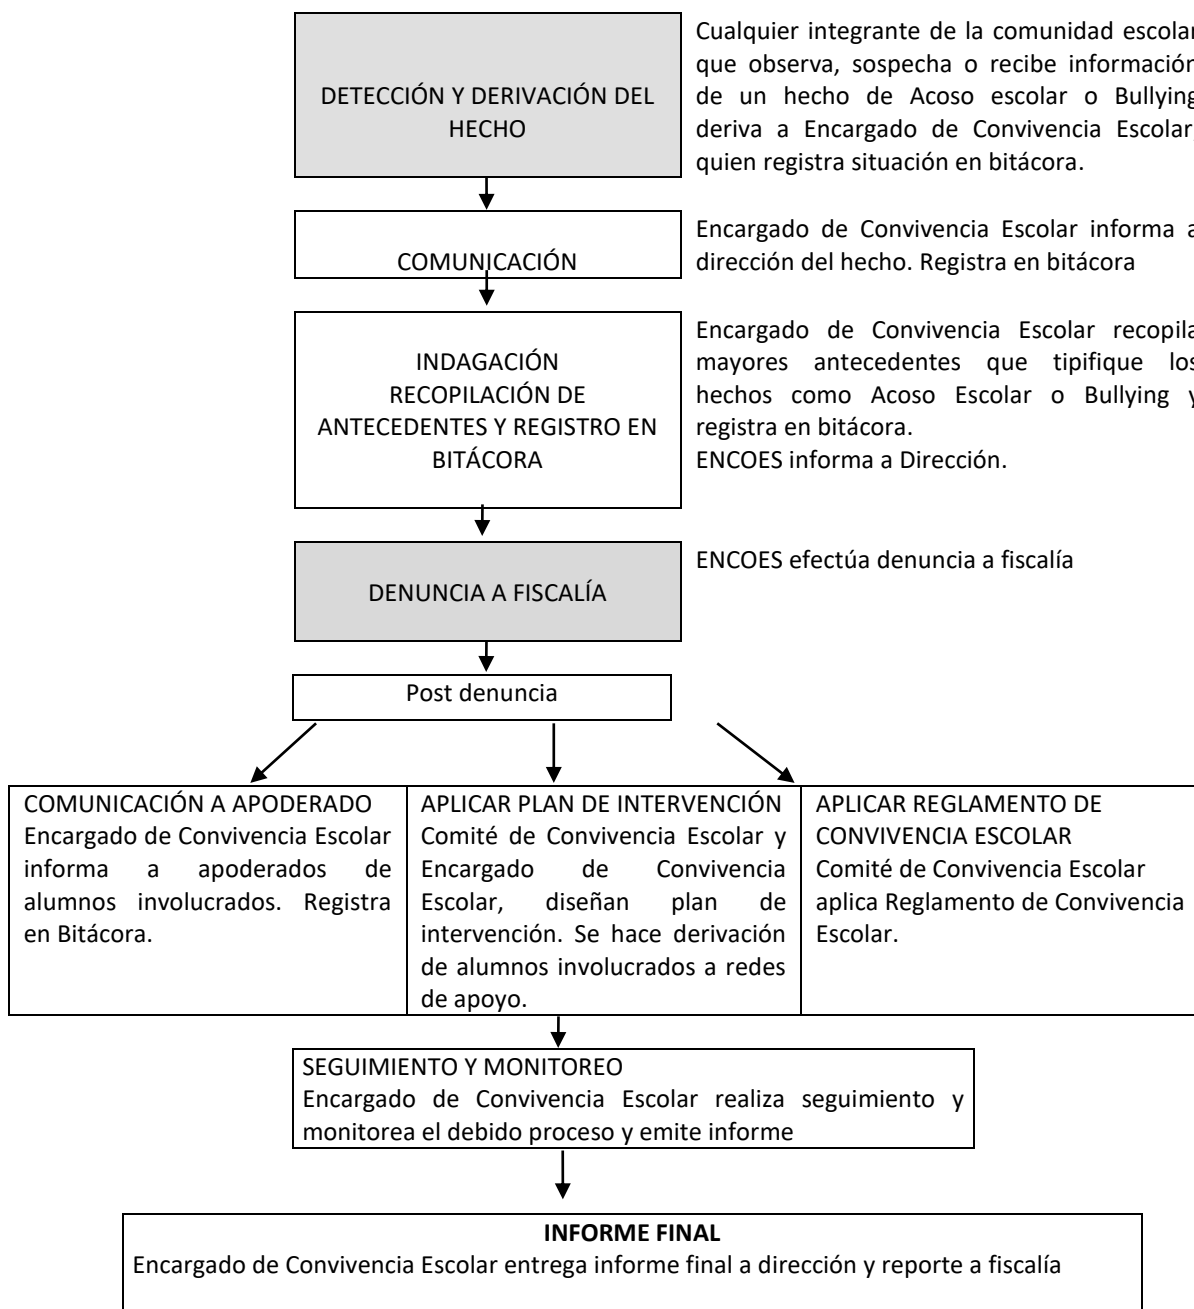 DETECCIÓN Y DERIVACIÓN DEL
HECHO
Cualquier integrante de la comunidad escolar
que observa, sospecha o recibe información
de un hecho de Acoso escolar o Bullying
deriva a Encargado de Convivencia Escolar,
quien registra situación en bitácora.
COMUNICACIÓN
Encargado de Convivencia Escolar informa a
dirección del hecho. Registra en bitácora
INDAGACIÓN
RECOPILACIÓN DE
ANTECEDENTES Y REGISTRO EN
BITÁCORA
Encargado de Convivencia Escolar recopila
mayores antecedentes que tipifique los
hechos como Acoso Escolar o Bullying y
registra en bitácora.
ENCOES informa a Dirección.
DENUNCIA A FISCALÍA
ENCOES efectúa denuncia a fiscalía
Post denuncia
COMUNICACIÓN A APODERADO
Encargado de Convivencia Escolar
informa a apoderados de
alumnos involucrados. Registra
en Bitácora.
APLICAR PLAN DE INTERVENCIÓN
Comité de Convivencia Escolar y
Encargado de Convivencia
Escolar, diseñan plan de
intervención. Se hace derivación
de alumnos involucrados a redes
de apoyo.
APLICAR REGLAMENTO DE
CONVIVENCIA ESCOLAR
Comité de Convivencia Escolar
aplica Reglamento de Convivencia
Escolar.
SEGUIMIENTO Y MONITOREO
Encargado de Convivencia Escolar realiza seguimiento y
monitorea el debido proceso y emite informe
INFORME FINAL
Encargado de Convivencia Escolar entrega informe final a dirección y reporte a fiscalía